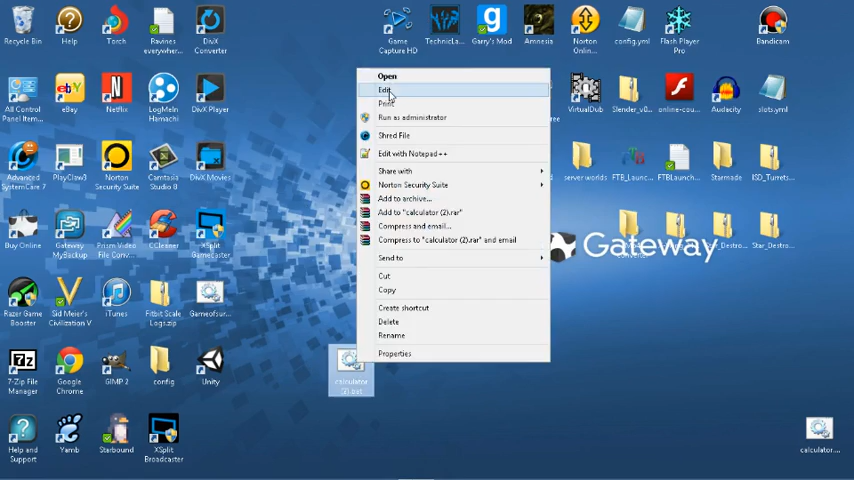 Recycle Bin
Help
Torch
Ravines
everywhere...
DivX
Converter
Game
Capture HD
TechnicLa...
Garry's Mod
Amnesia
Norton
Onlin...
config.yml
Flash Player
Pro
Bandicam
All Control
Panel Item...
eBay
Netflix
LogMeIn
Hamachi
DivX Player
VirtualDub
Slender_v0...
online-cou...
Audacity
slots.yml
Advanced
SystemCare 7
PlayClaw3
Norton
Security Suite
Camtasia
Studio 8
DivX Movies
server worlds
FTB_Launc...
FTBLaunch...
Starmade
ISD_Turrets...
Buy Online
Gateway
MyBackup
Prism Video
File Conv...
CCleaner
XSplit
Gamecaster
Gateway
Star_Destro...
Star_Destro...
Razer Game
Booster
Sid Meier's
Civilization V
iTunes
Fitbit Scale
Logs.zip
Gameofsur...
7-Zip File
Manager
Google
Chrome
GIMP 2
config
Unity
calculator
(2).bat
Help and
Support
Yamb
Starbound
XSplit
Broadcaster
calculator....
Open
Edit
Print
Run as administrator
Shred File
Edit with Notepad++
Share with
Norton Security Suite
Add to archive...
Add to "calculator (2).rar"
Compress and email...
Compress to "calculator (2).rar" and email
Send to
Cut
Copy
Create shortcut
Delete
Rename
Properties